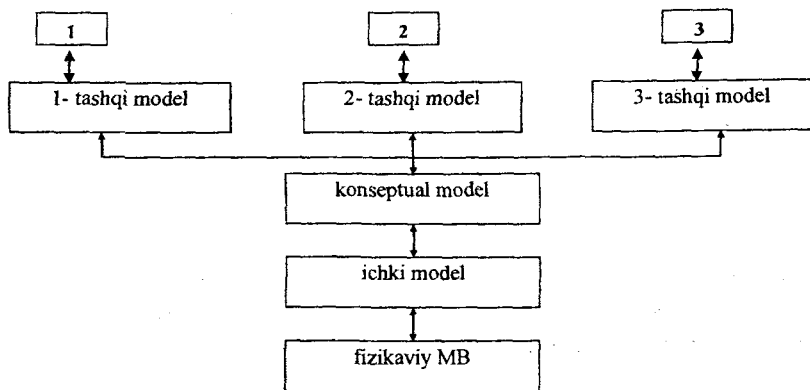 1
2
3
1- tashqi model
2- tashqi model
3- tashqi model
konseptual model
ichki model
fizikaviy MB